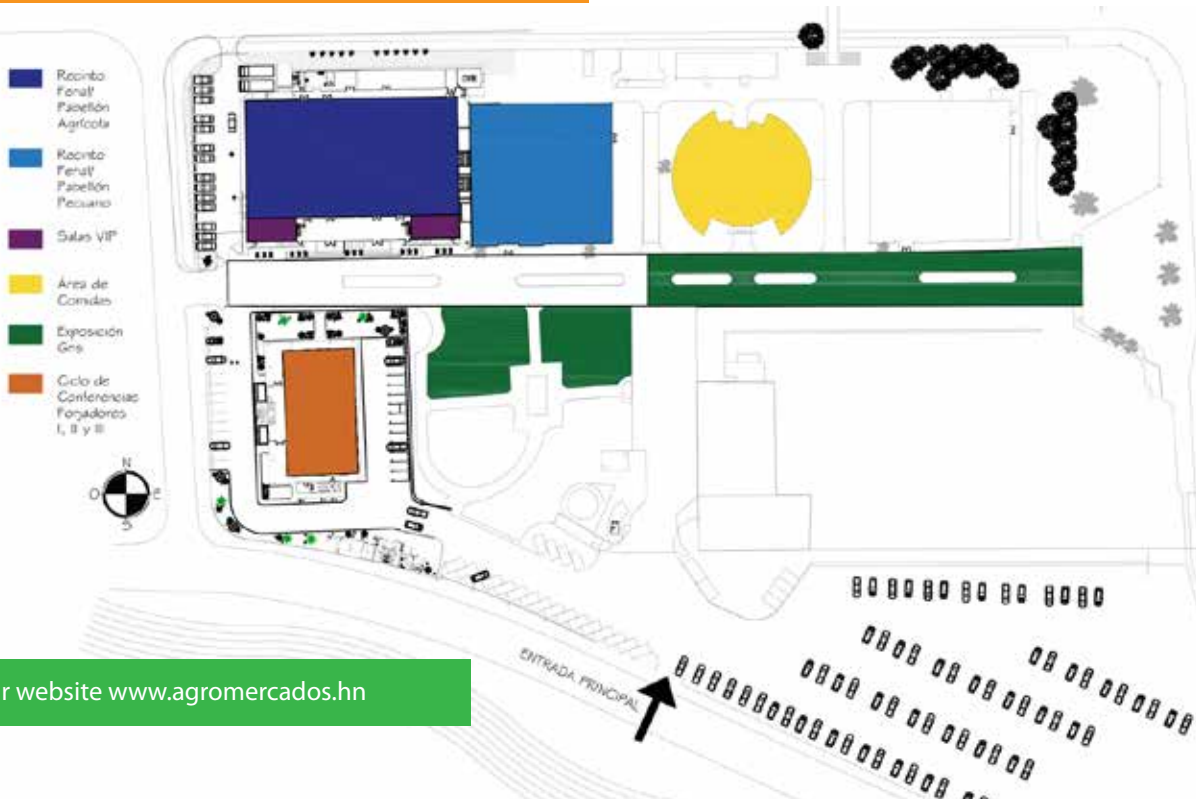 Recinto
Ferial/
Pabellón
Agrícola
Recinto
Ferial/
Pabellón
Pecuario
Salas VIP
Área de
Comidas
Exposición
Gris
Ciclo de
Conferencias
Forjadores
I, II y III
N
O E
S
ENTRADA PRINCIPAL
r website www.agromercados.hn